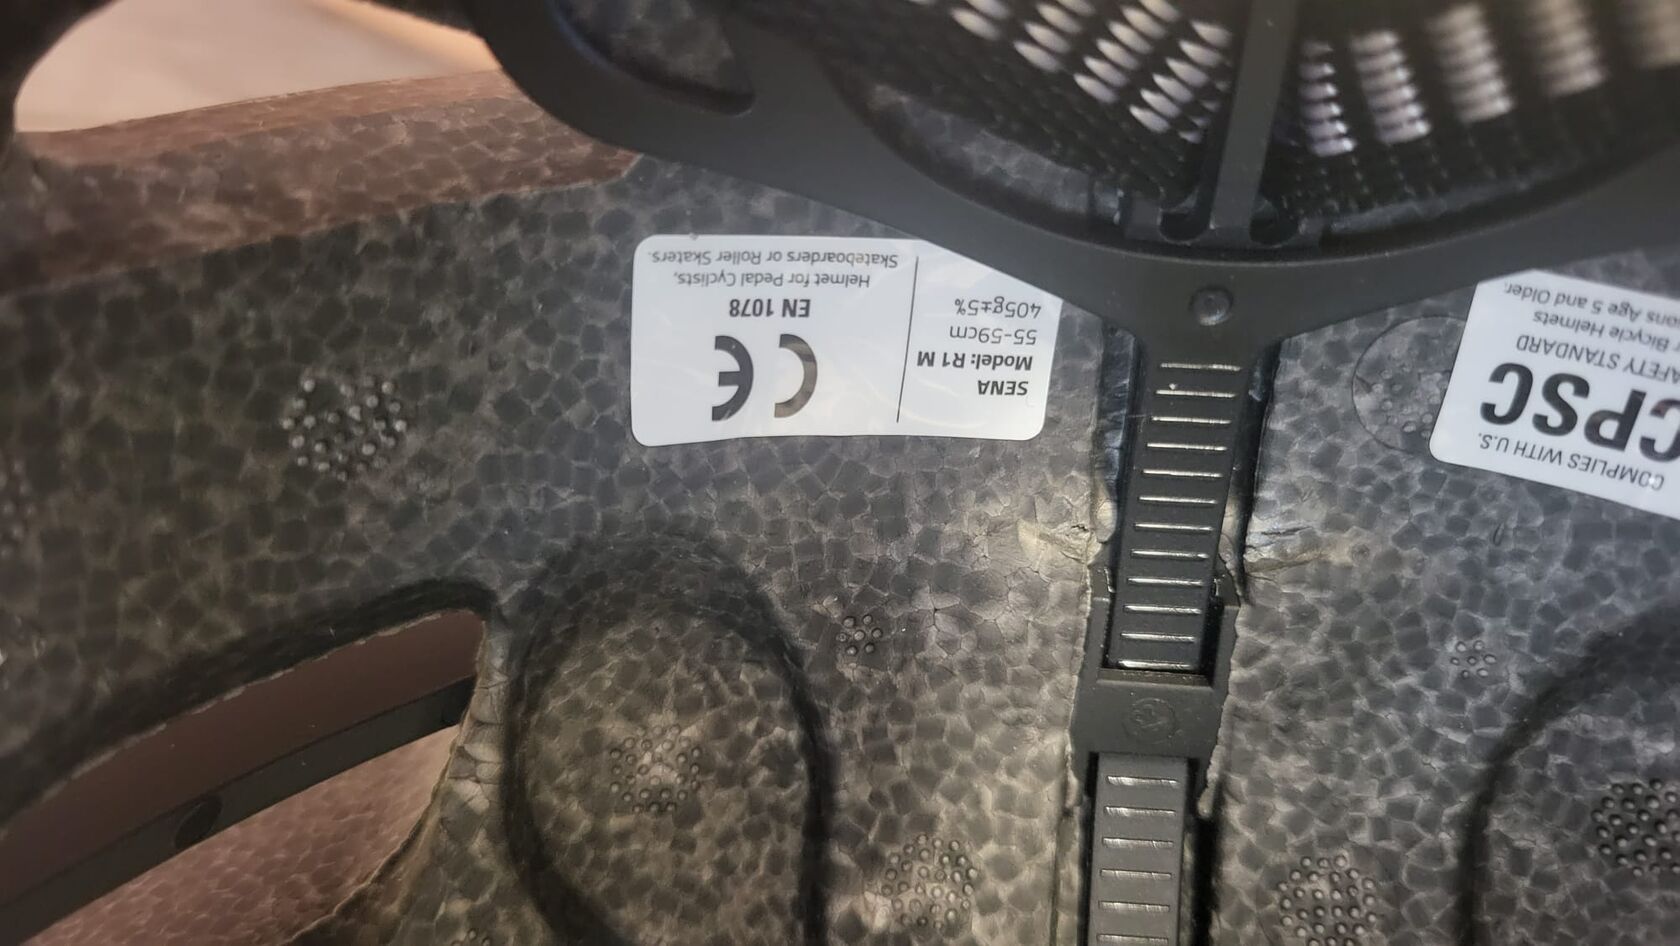 SENA
Model: R1 M
55-59cm
405g±5%
CE
EN 1078
Helmet for Pedal Cyclists,
Skateboarders or Roller Skaters.
COMPLIES WITH U.S.
CPSC
SAFETY STANDARD
Bicycle Helmets
Age 5 and Older.